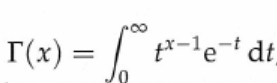 Γ(x) = ∫₀^∞ t^{x−1}e^{−t} dt,